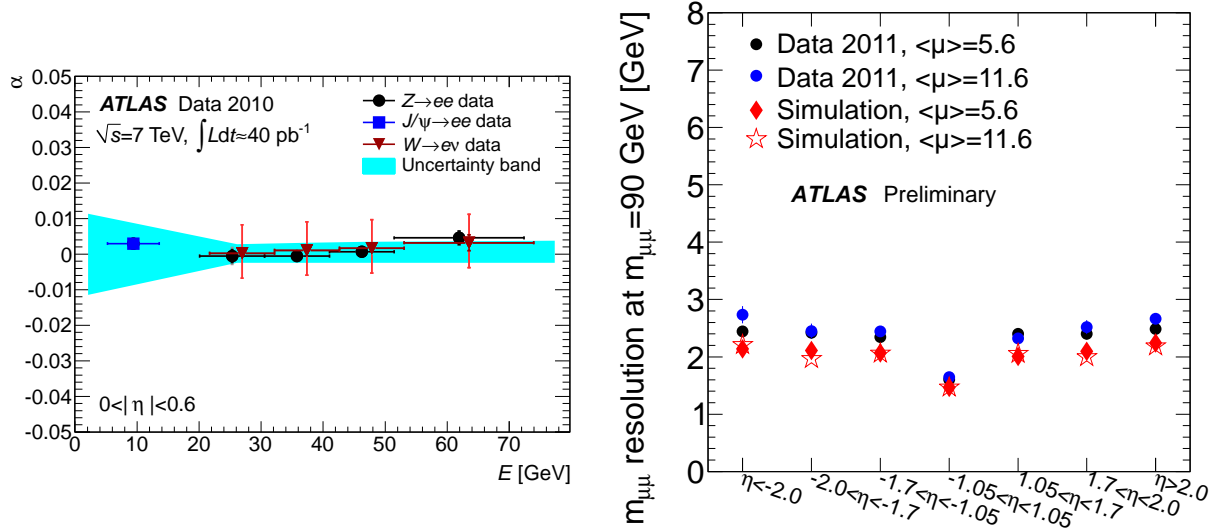 α
0.05
0.04
0.03
0.02
0.01
0
-0.01
-0.02
-0.03
-0.04
-0.05
ATLAS Data 2010
√s=7 TeV, ∫Ldt≈40 pb⁻¹
Z→ee data
J/ψ→ee data
W→eν data
Uncertainty band
0<|η|<0.6
0 10 20 30 40 50 60 70
E [GeV]
m_μμ resolution at m_μμ=90 GeV [GeV]
8
7
6
5
4
3
2
1
0
Data 2011, <μ>=5.6
Data 2011, <μ>=11.6
Simulation, <μ>=5.6
Simulation, <μ>=11.6
ATLAS Preliminary
η<-2.0
-2.0<η<-1.7
-1.7<η<-1.05
-1.05<η<1.05
1.05<η<1.7
1.7<η<2.0
η>2.0